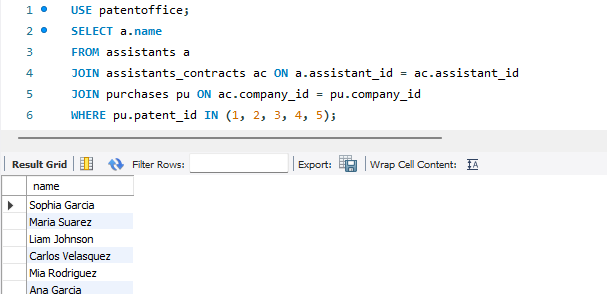 1 USE patentoffice;
2 SELECT a.name
3 FROM assistants a
4 JOIN assistants_contracts ac ON a.assistant_id = ac.assistant_id
5 JOIN purchases pu ON ac.company_id = pu.company_id
6 WHERE pu.patent_id IN (1, 2, 3, 4, 5);
Result Grid Filter Rows: Export: Wrap Cell Content: IA
name
Sophia Garcia
Maria Suarez
Liam Johnson
Carlos Velasquez
Mia Rodriguez
Ana Garcia